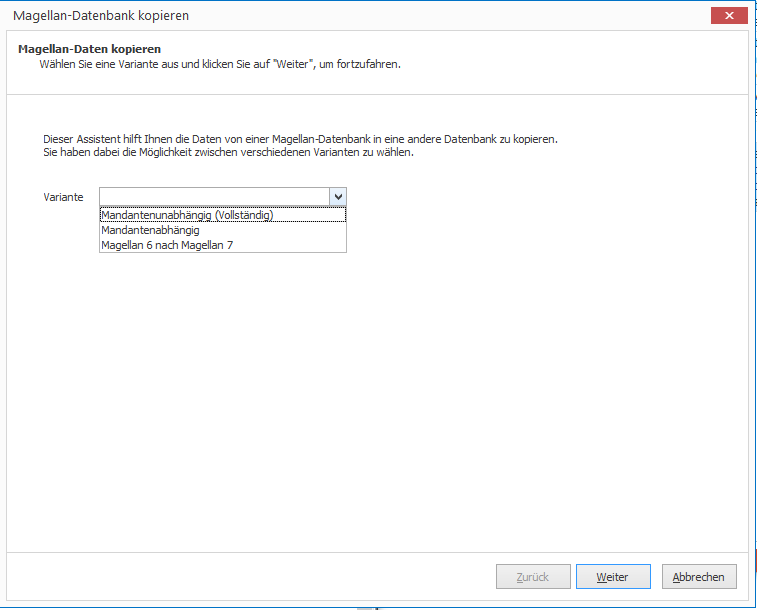 Magellan-Datenbank kopieren
Magellan-Daten kopieren
Wählen Sie eine Variante aus und klicken Sie auf "Weiter", um fortzufahren.
Dieser Assistent hilft Ihnen die Daten von einer Magellan-Datenbank in eine andere Datenbank zu kopieren.
Sie haben dabei die Möglichkeit zwischen verschiedenen Varianten zu wählen.
Variante
Mandantenunabhängig (Vollständig)
Mandantenabhängig
Magellan 6 nach Magellan 7
Zurück Weiter Abbrechen